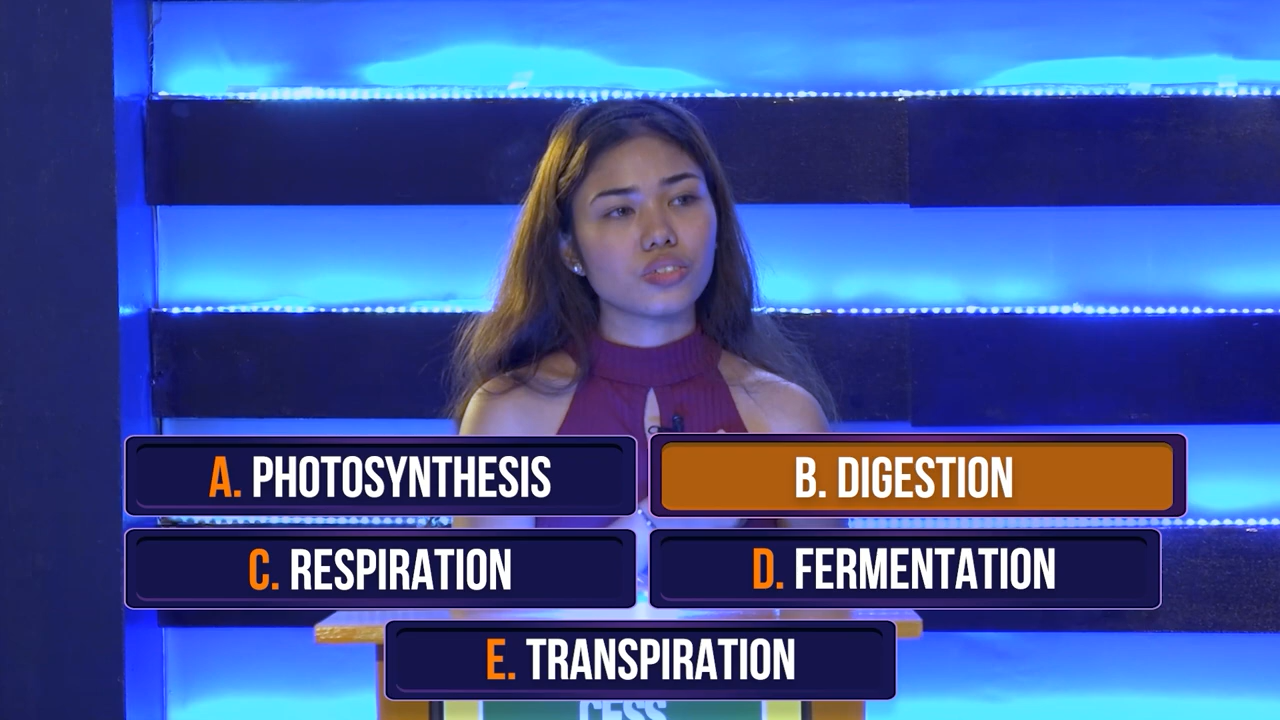 A. PHOTOSYNTHESIS
B. DIGESTION
C. RESPIRATION
D. FERMENTATION
E. TRANSPIRATION